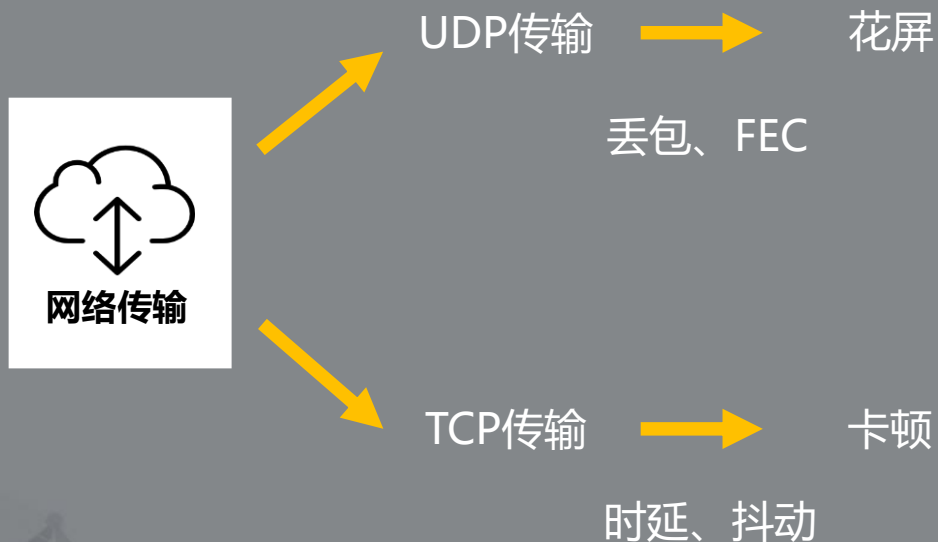 UDP传输
花屏
丢包、FEC
网络传输
TCP传输
卡顿
时延、抖动